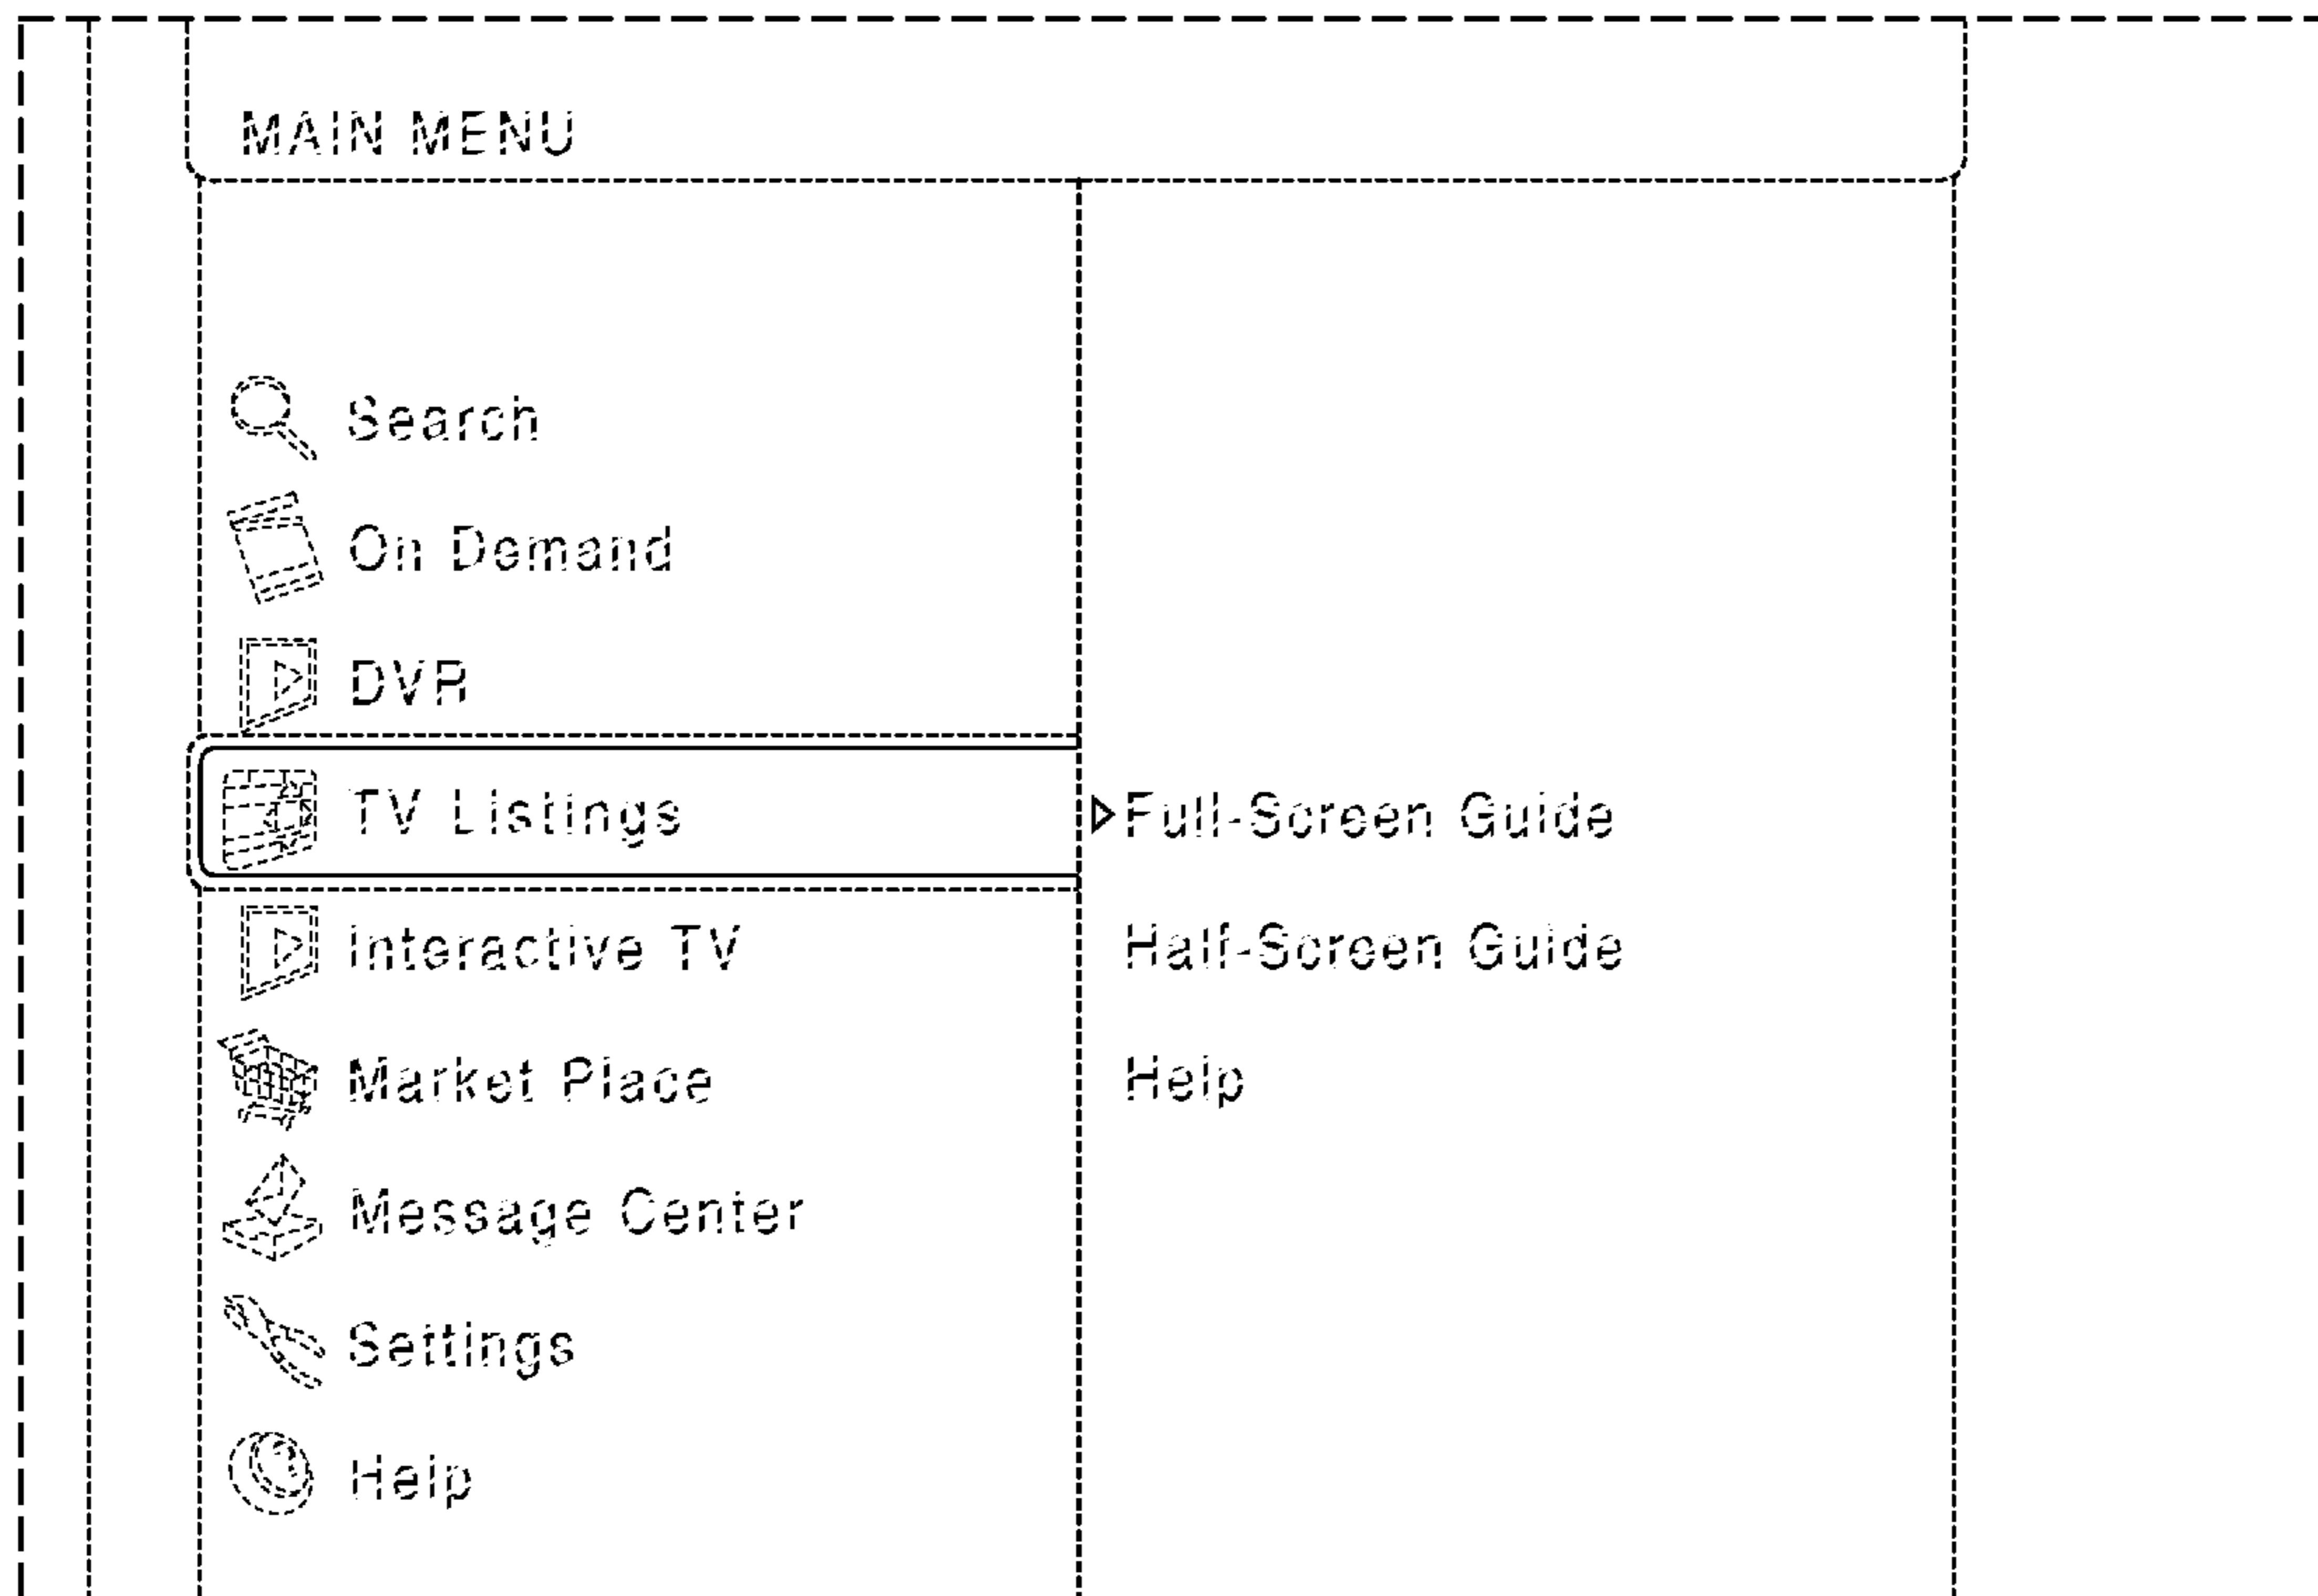 MAIN MENU
Search
On Demand
DVR
TV Listings
Interactive TV
Market Place
Message Center
Settings
Help
Full-Screen Guide
Half-Screen Guide
Help